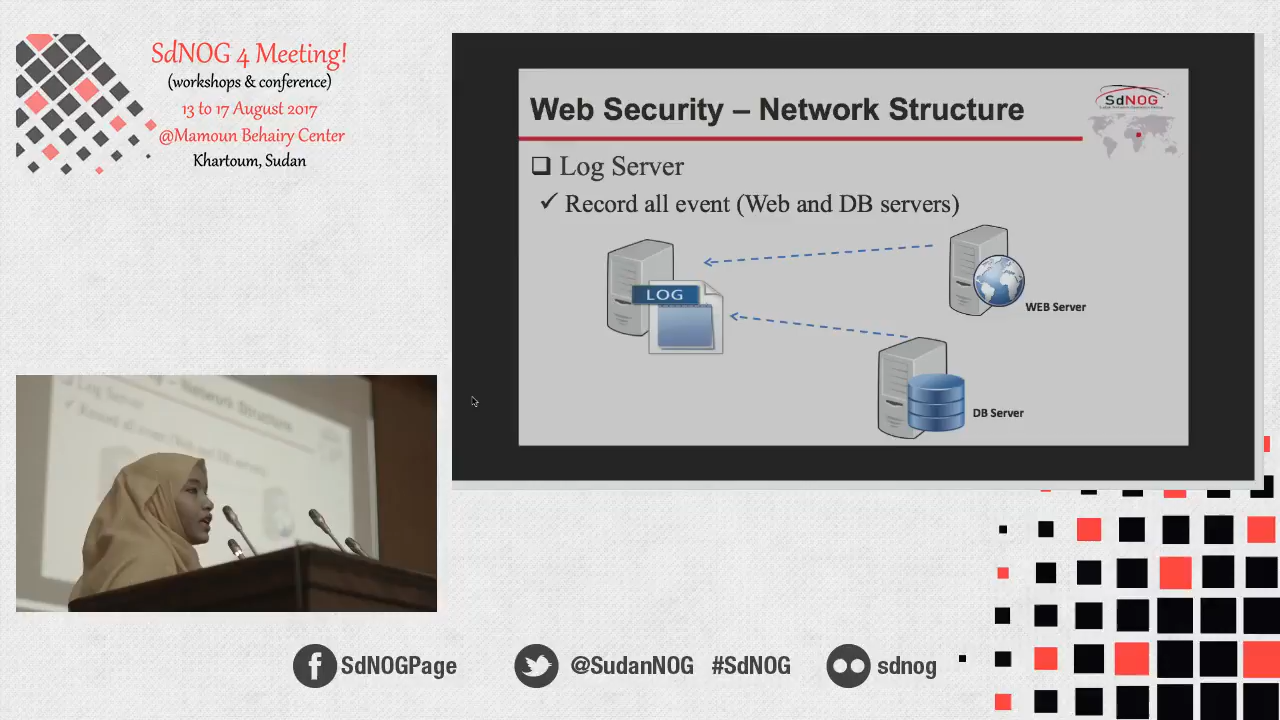 SdNOG 4 Meeting!
(workshops & conference)
13 to 17 August 2017
@Mamoun Behairy Center
Khartoum, Sudan
Web Security – Network Structure
SdNOG
Log Server
Record all event (Web and DB servers)
LOG
WEB Server
DB Server
SdNOGPage
@SudanNOG #SdNOG
sdnog